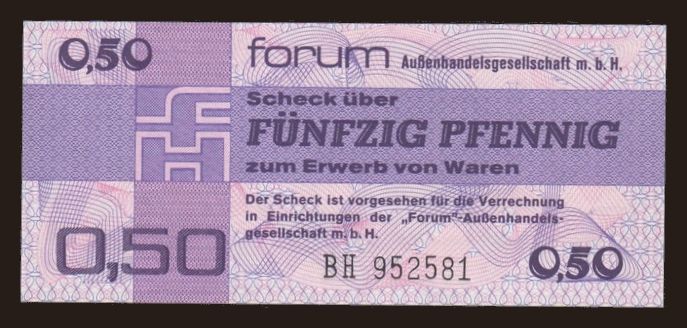 0,50
forum Außenhandelsgesellschaft m. b. H.
Scheck über
FÜNFZIG PFENNIG
zum Erwerb von Waren
Der Scheck ist vorgesehen für die Verrechnung
in Einrichtungen der „Forum"-Außenhandels-
gesellschaft m. b. H.
0,50
BH 952581
0,50